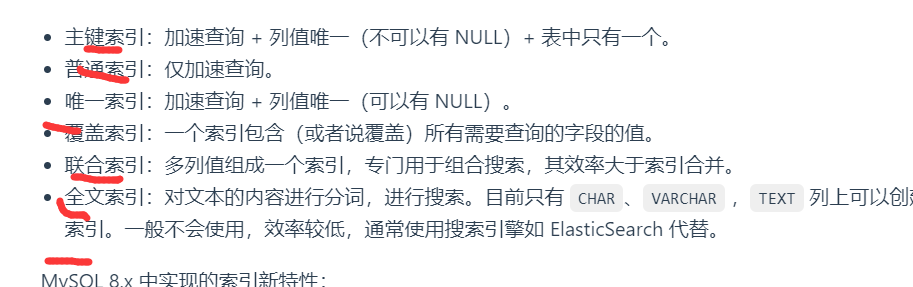 主键索引：加速查询 + 列值唯一（不可以有 NULL）+ 表中只有一个。
普通索引：仅加速查询。
唯一索引：加速查询 + 列值唯一（可以有 NULL）。
覆盖索引：一个索引包含（或者说覆盖）所有需要查询的字段的值。
联合索引：多列值组成一个索引，专门用于组合搜索，其效率大于索引合并。
全文索引：对文本的内容进行分词，进行搜索。目前只有 CHAR、VARCHAR ，TEXT 列上可以创建
索引。一般不会使用，效率较低，通常使用搜索引擎如 ElasticSearch 代替。
MySQL 8.x 中实现的索引新特性：